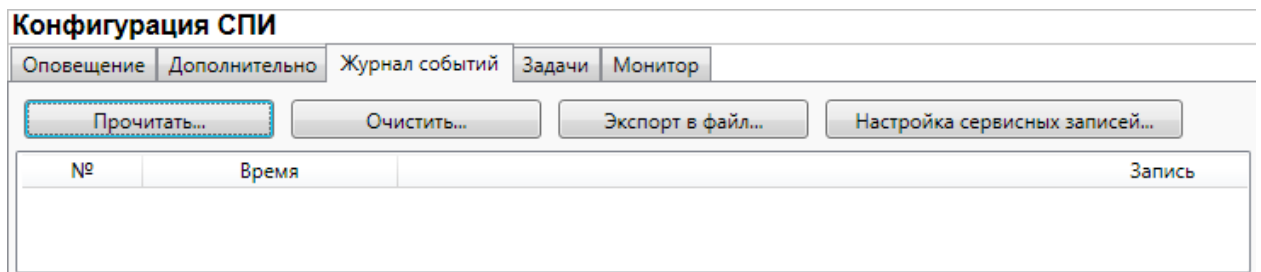 Конфигурация СПИ
Оповещение Дополнительно Журнал событий Задачи Монитор
Прочитать... Очистить... Экспорт в файл... Настройка сервисных записей...
№ Время Запись